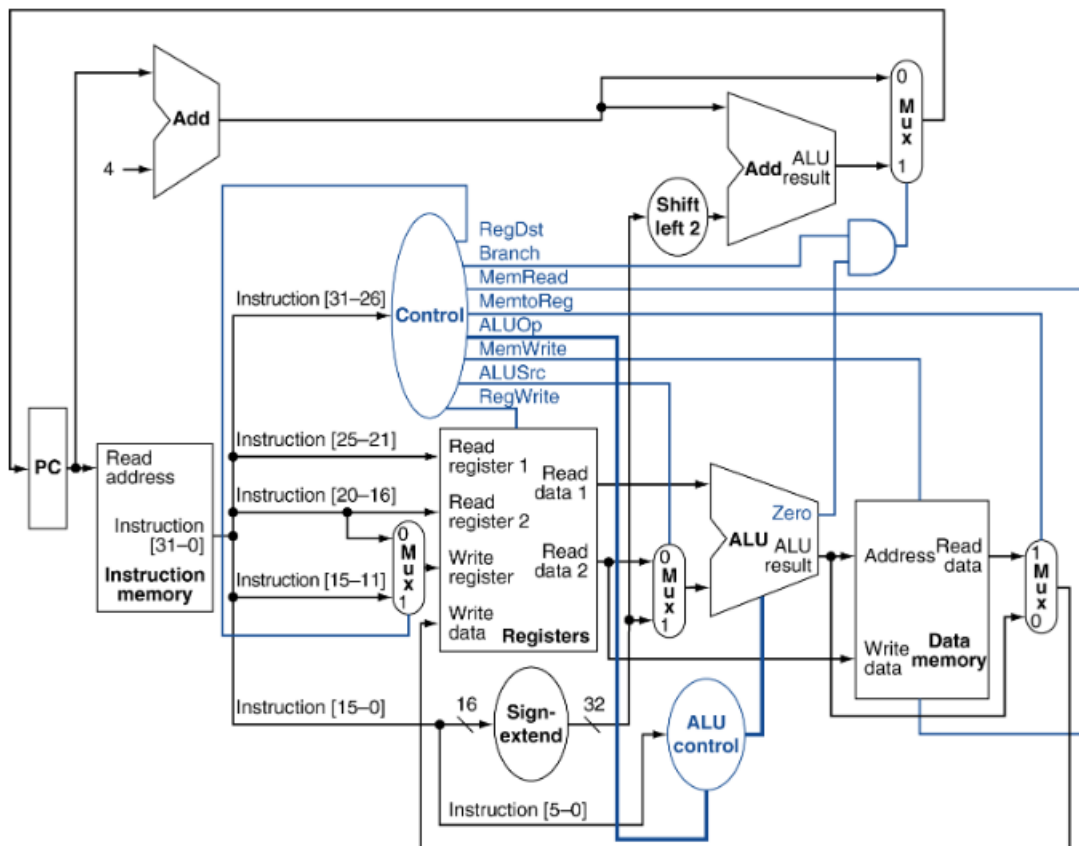 0
Mux
1
Add
4
Add
ALU
result
Shift
left 2
RegDst
Branch
MemRead
MemtoReg
ALUOp
MemWrite
ALUSrc
RegWrite
Instruction [31–26]
Control
PC
Read
address
Instruction
[31–0]
Instruction
memory
Instruction [25–21]
Instruction [20–16]
Instruction [15–11]
0
Mux
1
Read
register 1
Read
register 2
Write
register
Write
data
Read
data 1
Read
data 2
Registers
0
Mux
1
Zero
ALU
ALU
result
Address
Read
data
Write
data
Data
memory
1
Mux
0
Instruction [15–0]
16
Sign-
extend
32
ALU
control
Instruction [5–0]